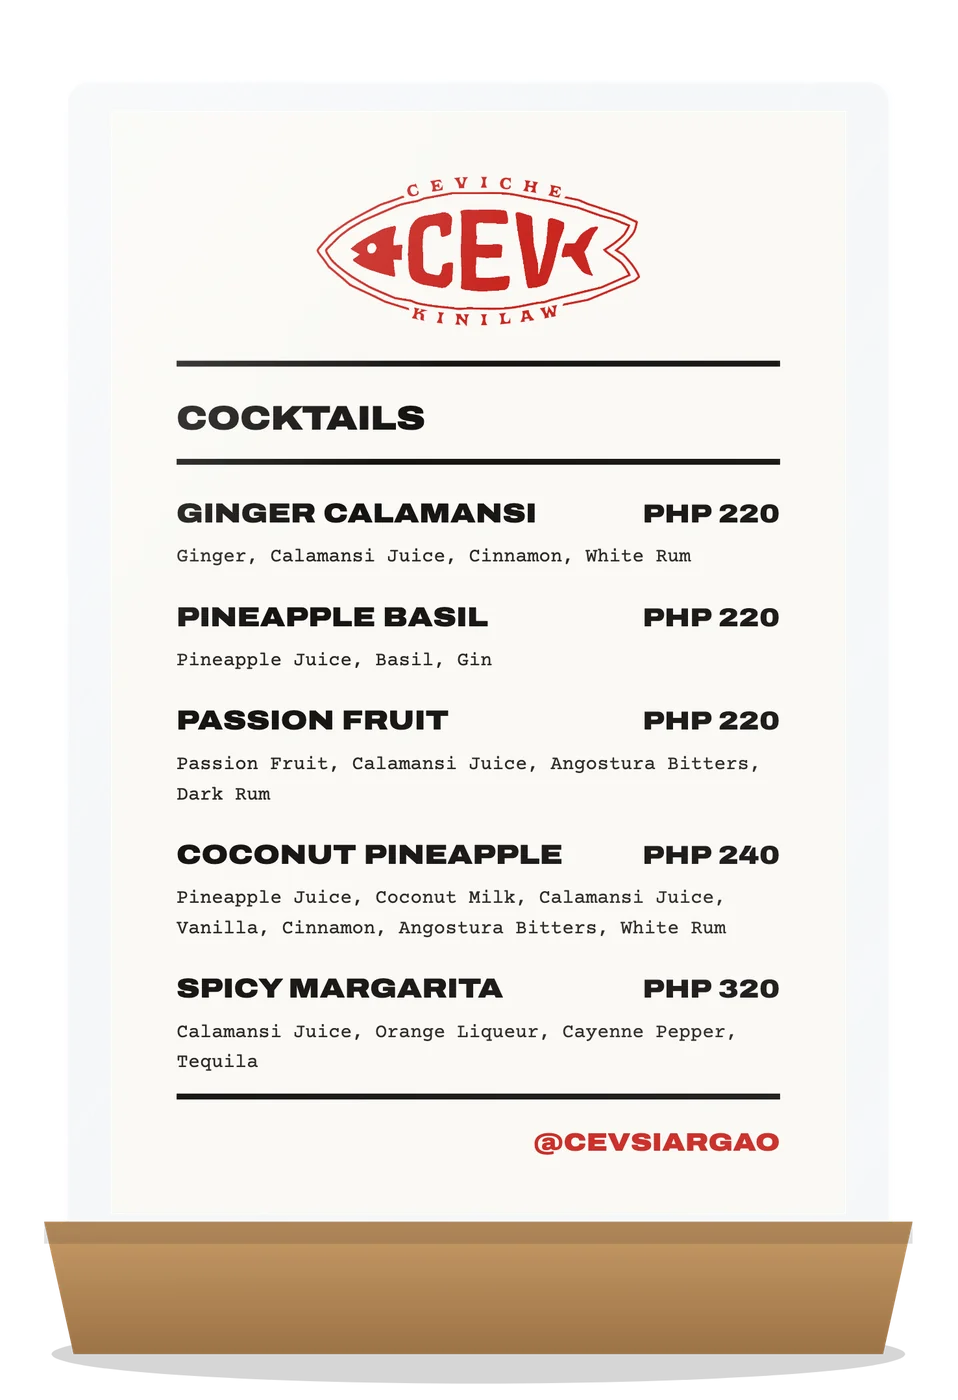 CEVICHE
CEV
KINILAW
COCKTAILS
GINGER CALAMANSI PHP 220
Ginger, Calamansi Juice, Cinnamon, White Rum
PINEAPPLE BASIL PHP 220
Pineapple Juice, Basil, Gin
PASSION FRUIT PHP 220
Passion Fruit, Calamansi Juice, Angostura Bitters,
Dark Rum
COCONUT PINEAPPLE PHP 240
Pineapple Juice, Coconut Milk, Calamansi Juice,
Vanilla, Cinnamon, Angostura Bitters, White Rum
SPICY MARGARITA PHP 320
Calamansi Juice, Orange Liqueur, Cayenne Pepper,
Tequila
@CEVSIARGAO